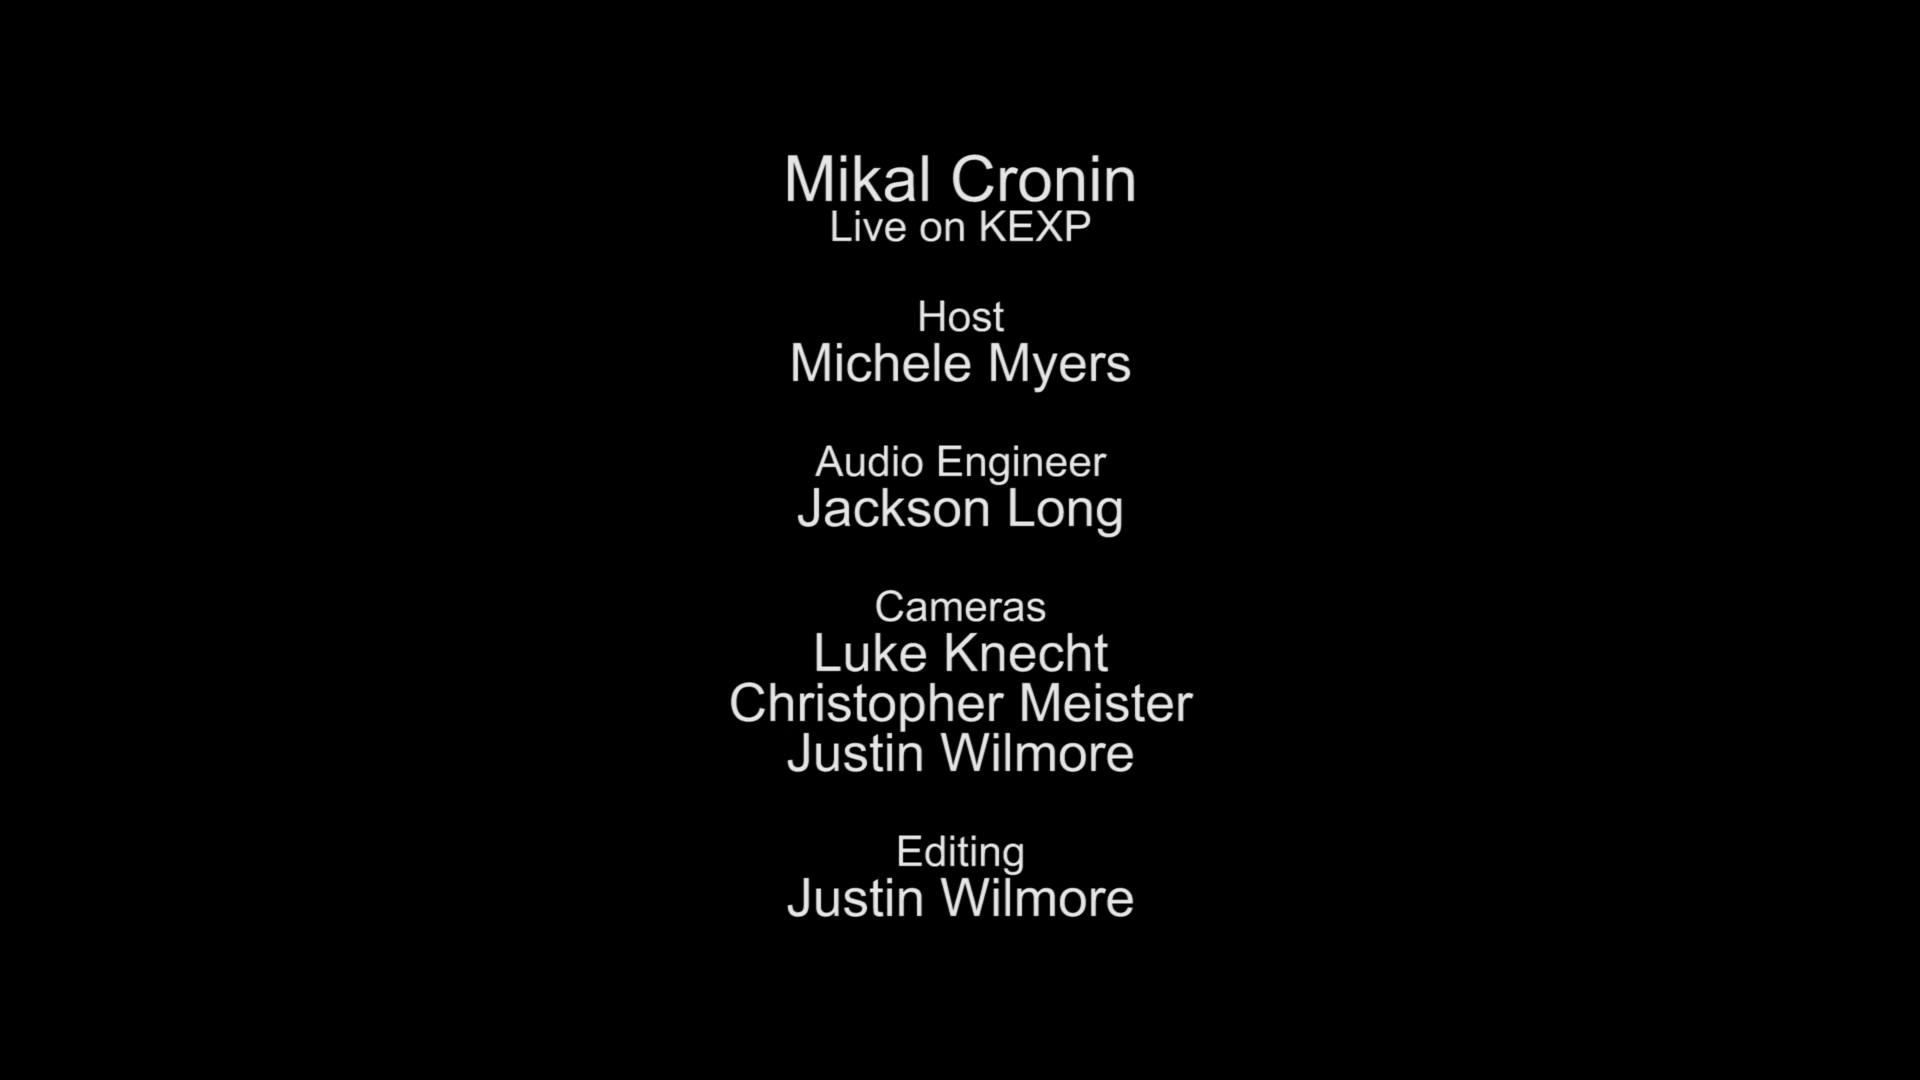 Mikal Cronin
Live on KEXP
Host
Michele Myers
Audio Engineer
Jackson Long
Cameras
Luke Knecht
Christopher Meister
Justin Wilmore
Editing
Justin Wilmore